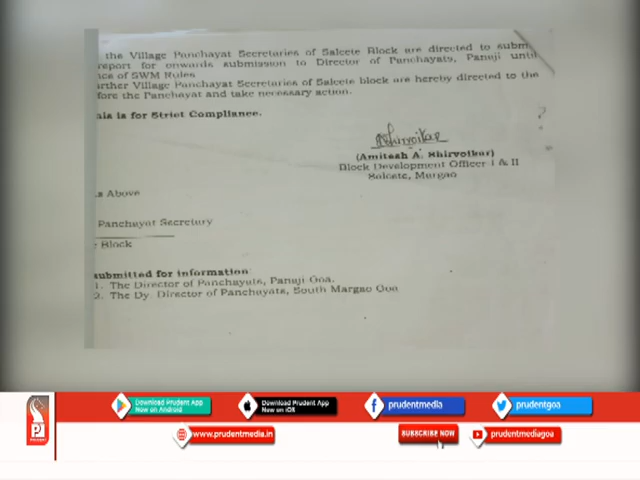 the Village Panchayat Secretaries of Salcete Block are directed to
report for onwards submission to Director of Panchayats, Panaji until
of SWM Rules
Village Panchayat Secretaries of Salcete block are hereby directed to the
the Panchayat and take necessary action.
is for Strict Compliance.
(Amitesh A. Shirvoikar)
Block Development Officer I & II
Salcete, Margao
As Above
Panchayat Secretary
Block
submitted for information
1. The Director of Panchayats, Panaji Goa.
2. The Dy. Director of Panchayats, South Margao Goa
Download Prudent App
Now on Android
Download Prudent App
Now on iOS
prudentmedia
prudentgoa
www.prudentmedia.in
SUBSCRIBE NOW
prudentmediagoa